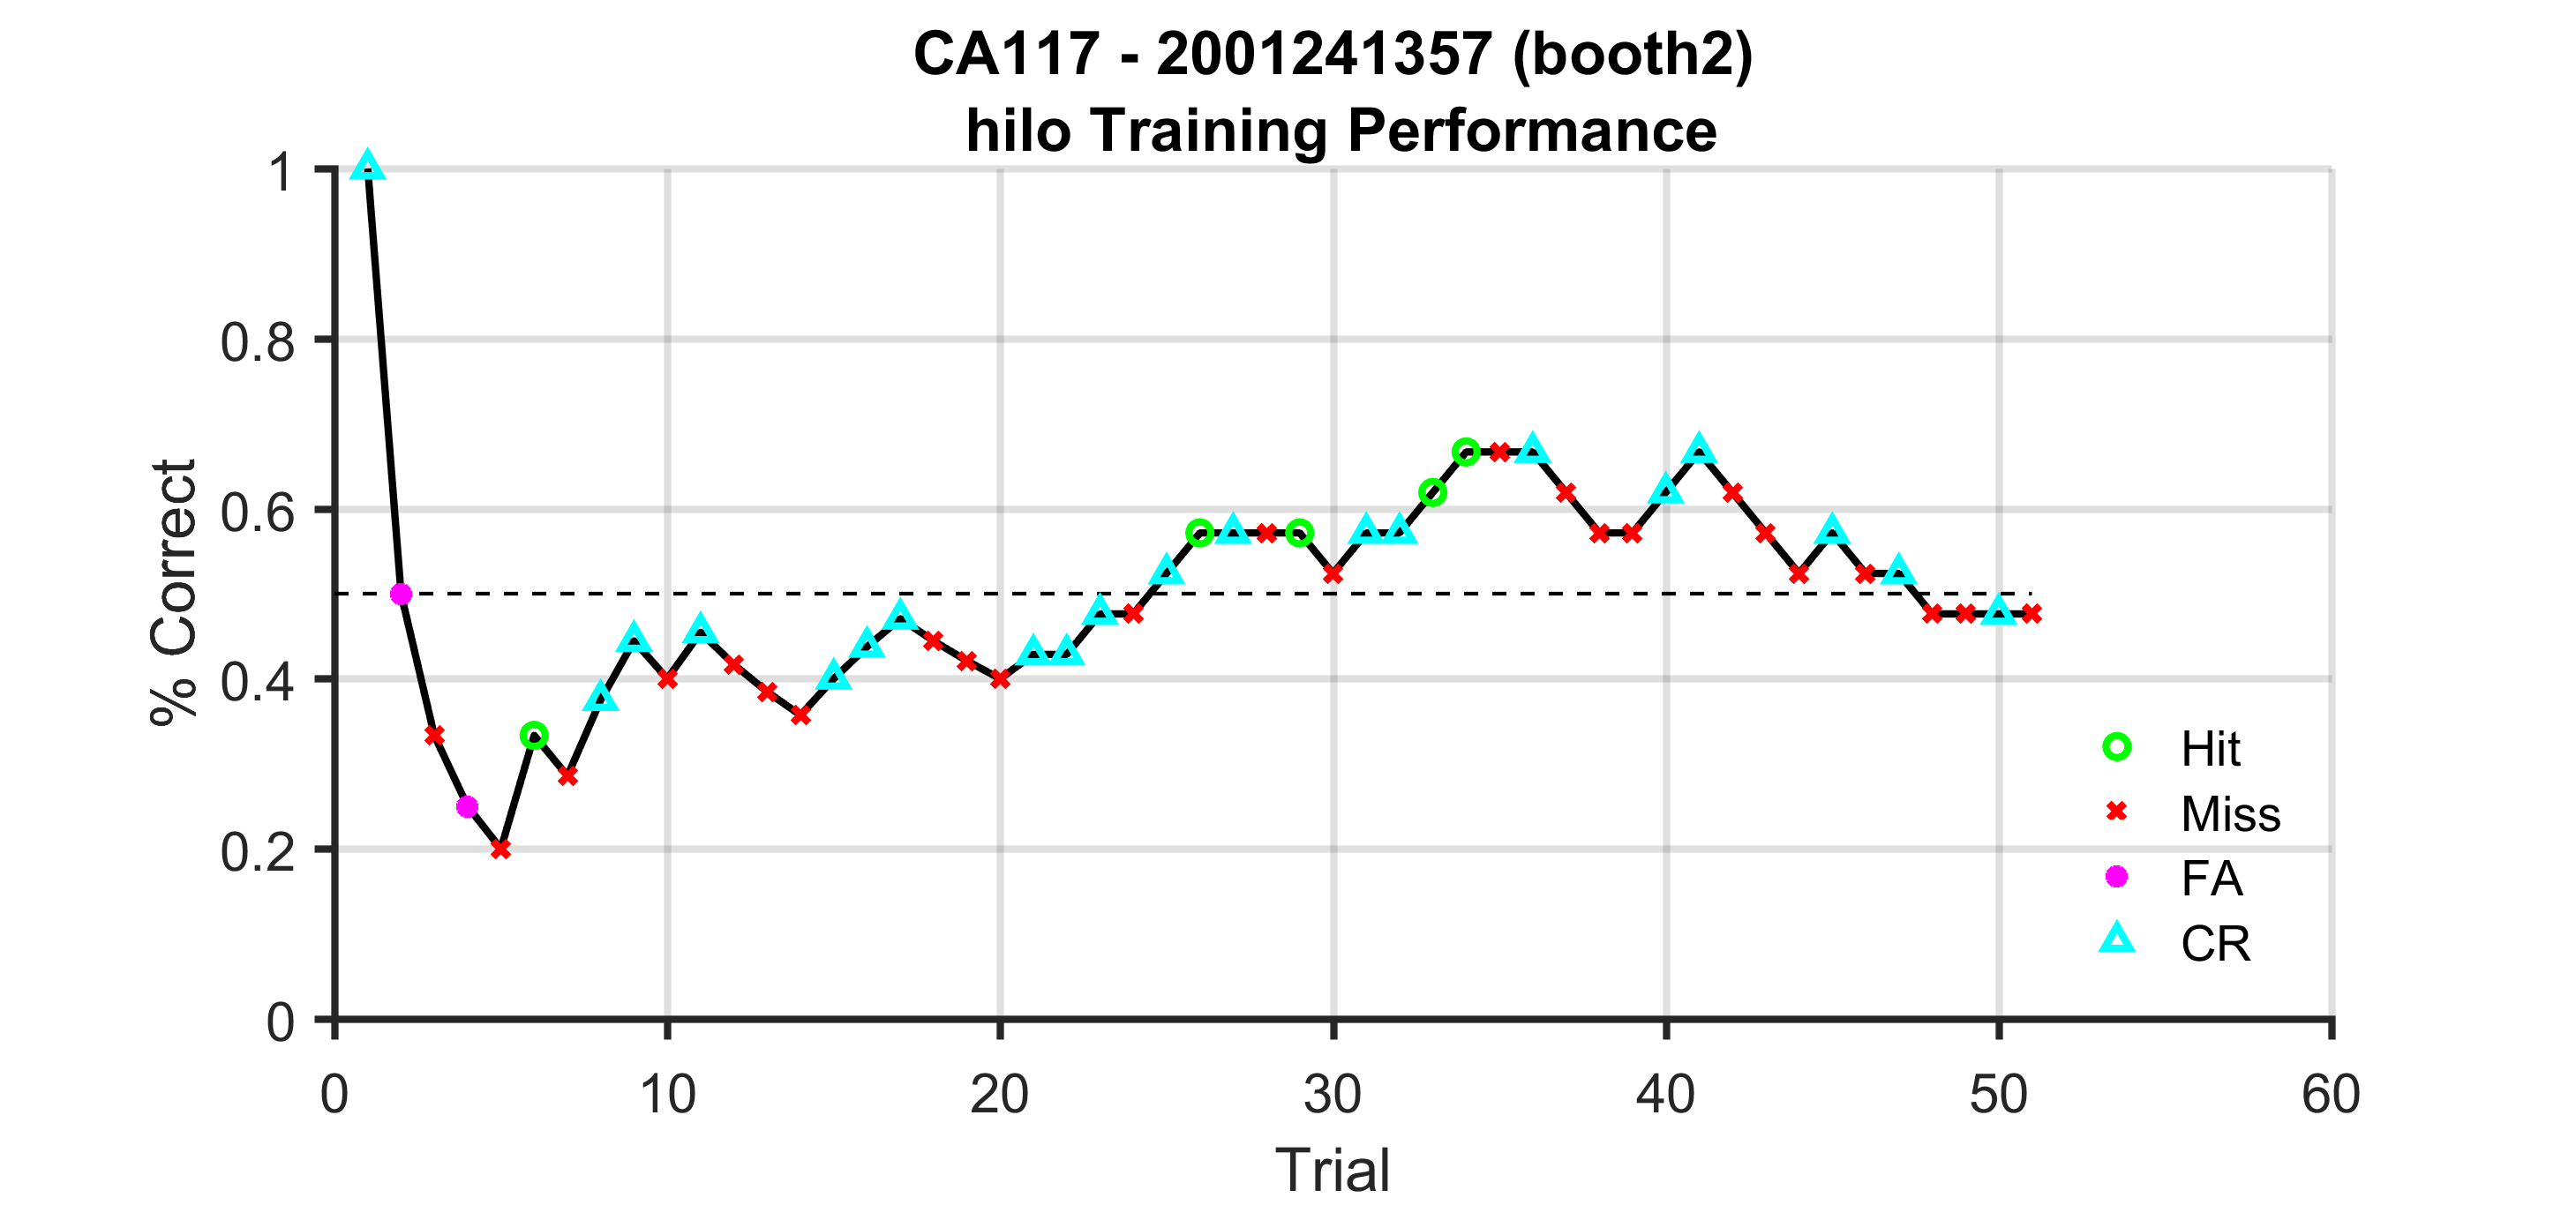 CA117 - 2001241357 (booth2)
hilo Training Performance
1
0.8
0.6
0.4
0.2
0
% Correct
Hit
Miss
FA
CR
0 10 20 30 40 50 60
Trial